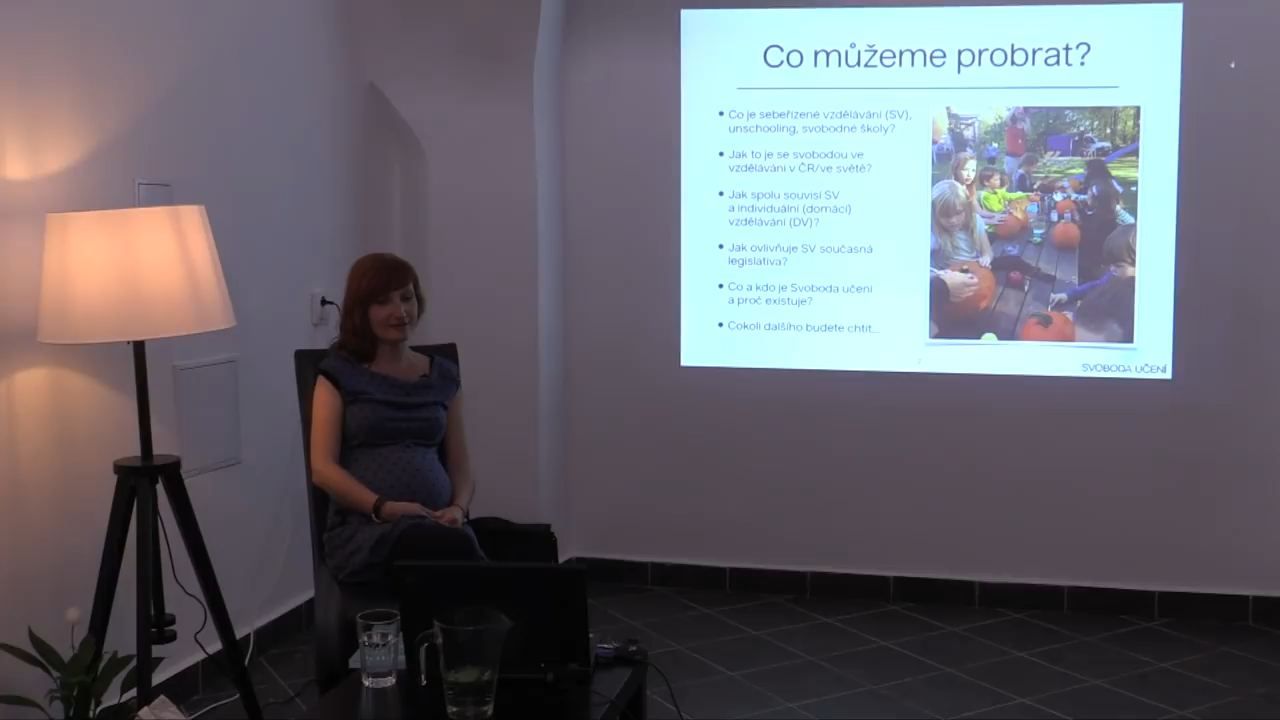 Co můžeme probrat?
• Co je sebeřízené vzdělávání (SV),
unschooling, svobodné školy?
• Jak to je se svobodou ve
vzdělávání v ČR/ve světě?
• Jak spolu souvisí SV
a individuální (domácí)
vzdělávání (DV)?
• Jak ovlivňuje SV současná
legislativa?
• Co a kdo je Svoboda učení
a proč existuje?
• Cokoli dalšího budete chtít...
2
SVOBODA UČENÍ